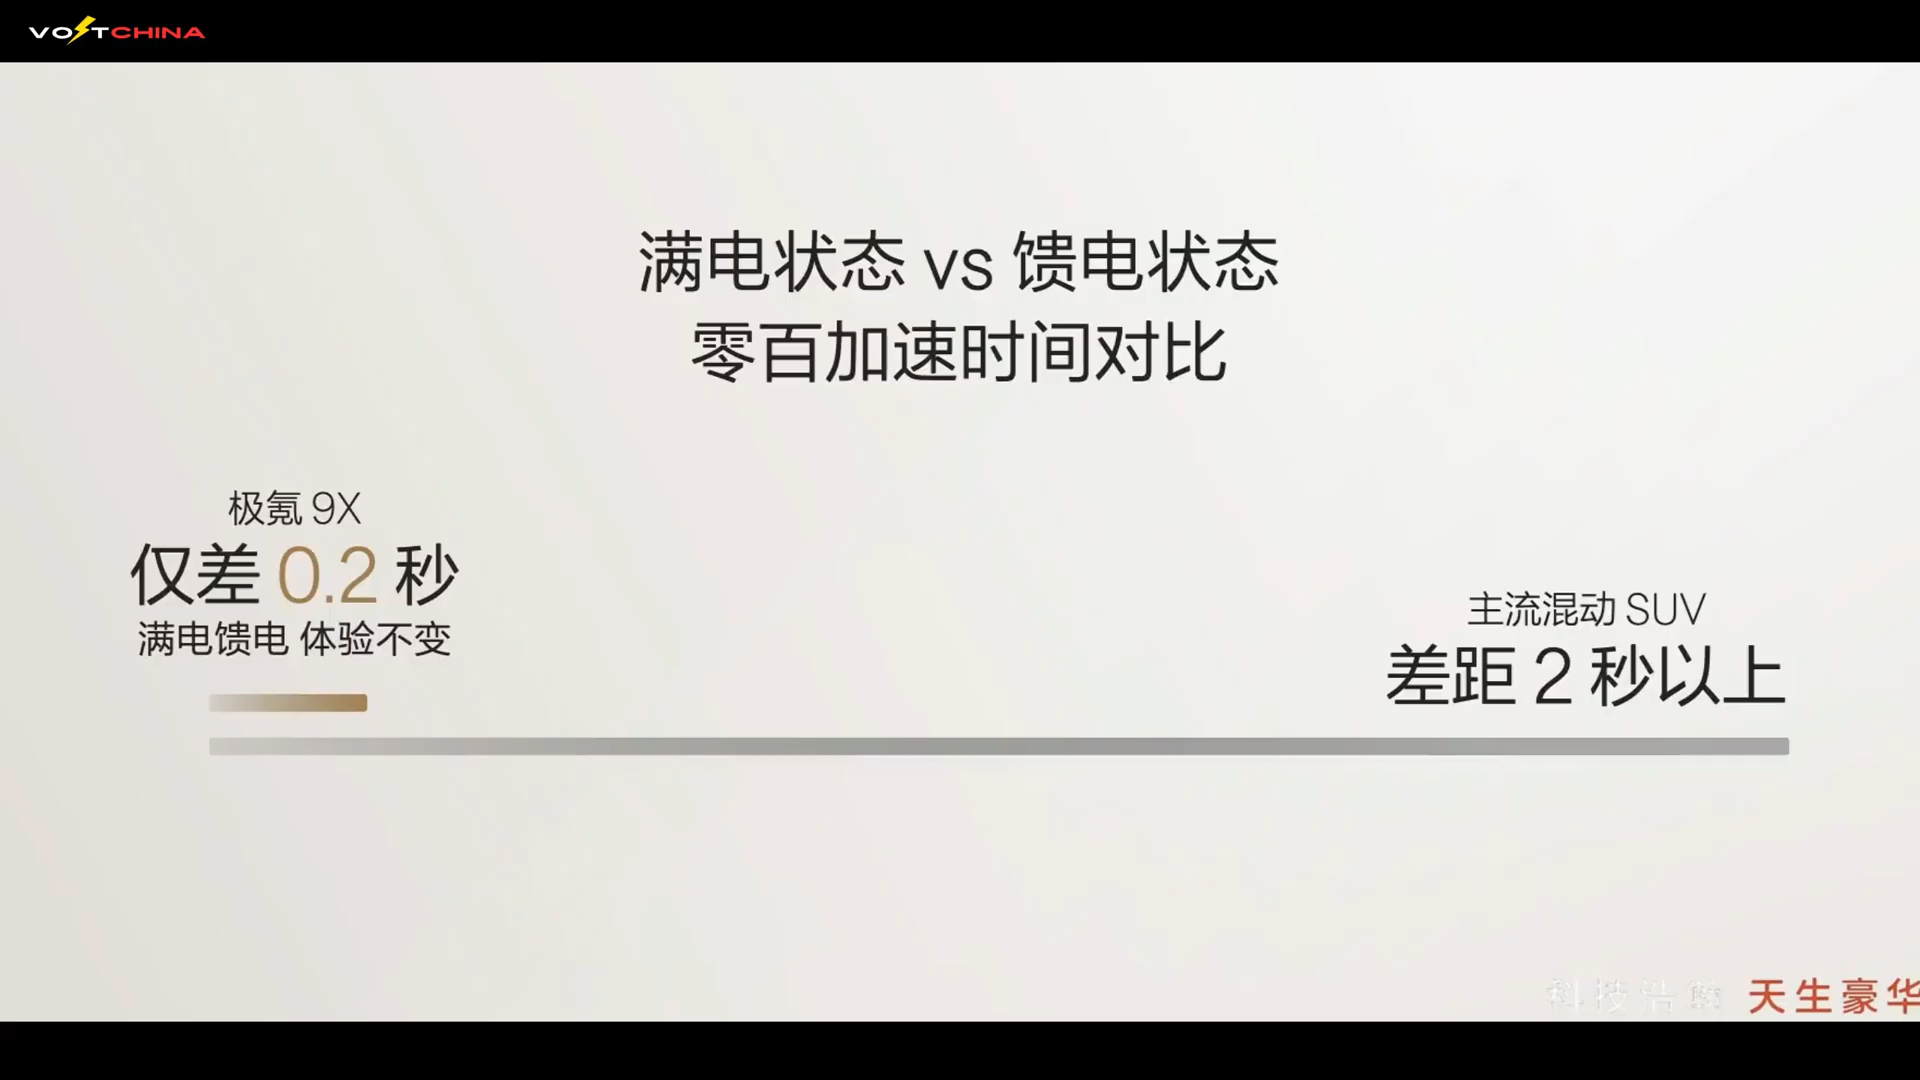 VOLTCHINA
满电状态 vs 馈电状态
零百加速时间对比
极氪 9X
仅差 0.2 秒
满电馈电 体验不变
主流混动 SUV
差距 2 秒以上
天生豪华